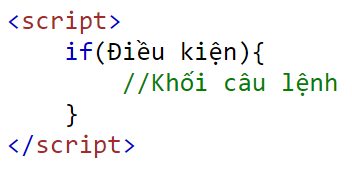 <script>
    if(Điều kiện){
        //Khối câu lệnh
    }
</script>